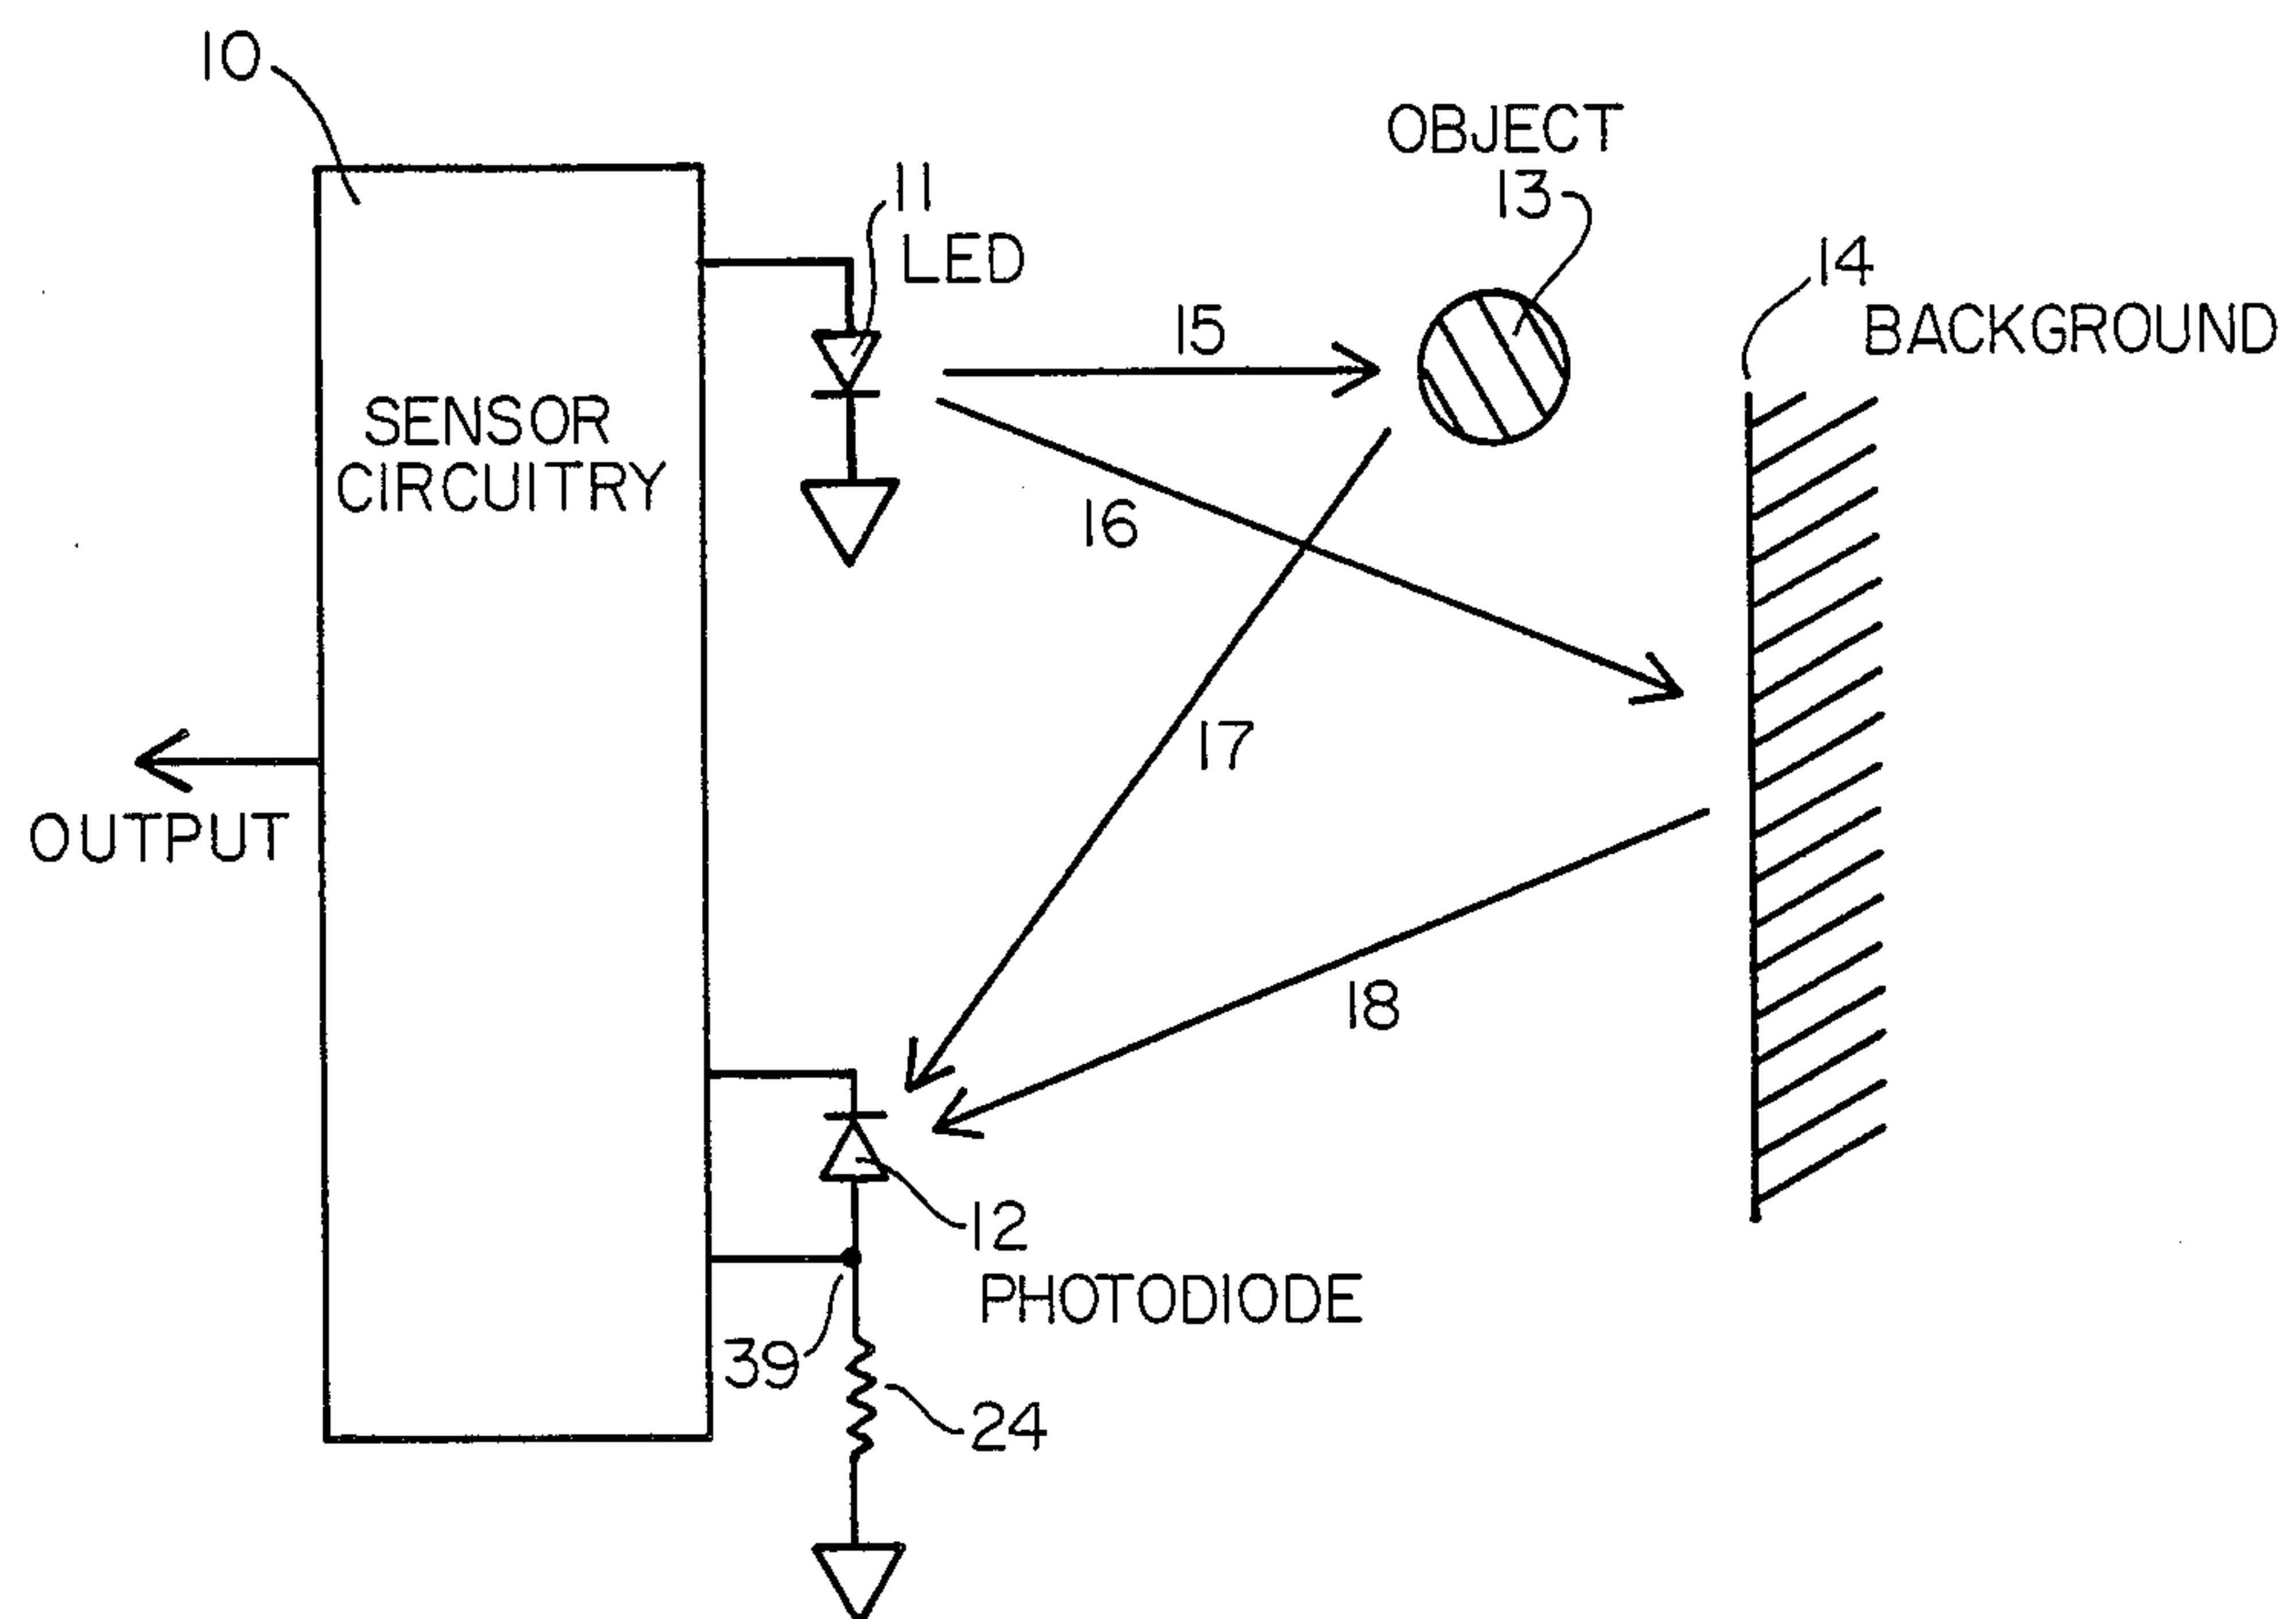 10
OBJECT
13
11
LED
14
BACKGROUND
15
SENSOR
CIRCUITRY
16
17
OUTPUT
18
12
PHOTODIODE
39
24